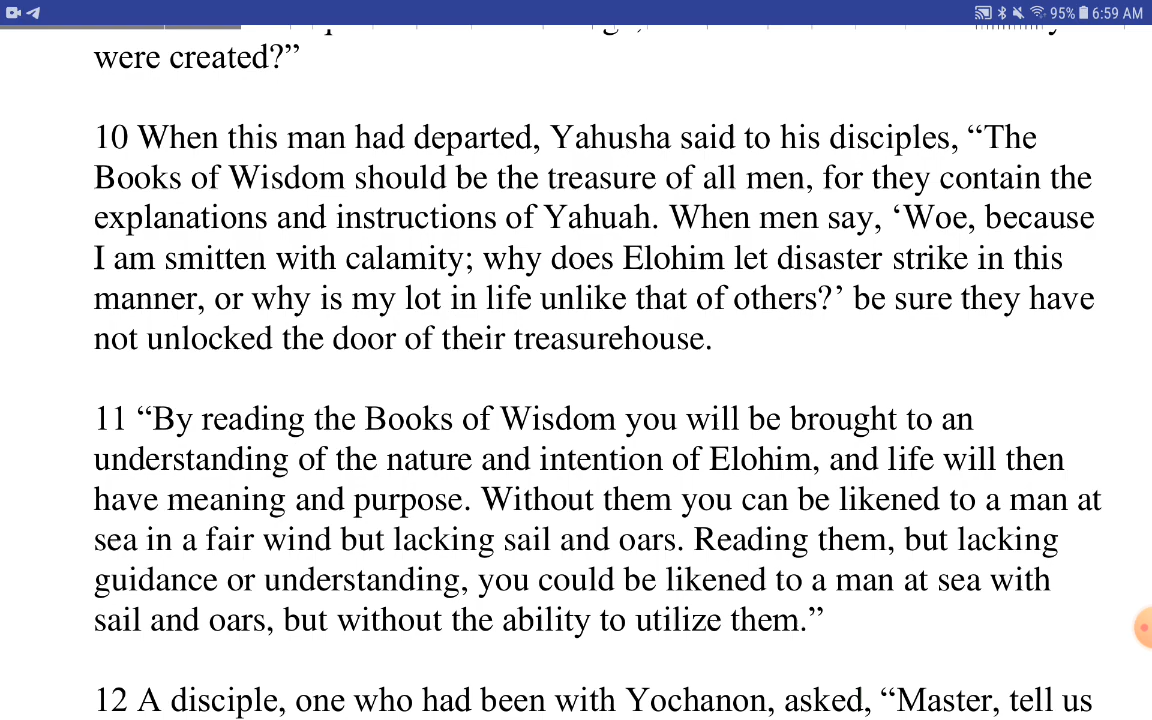 95% 6:59 AM
were created?”
10 When this man had departed, Yahusha said to his disciples, “The
Books of Wisdom should be the treasure of all men, for they contain the
explanations and instructions of Yahuah. When men say, ‘Woe, because
I am smitten with calamity; why does Elohim let disaster strike in this
manner, or why is my lot in life unlike that of others?’ be sure they have
not unlocked the door of their treasurehouse.
11 “By reading the Books of Wisdom you will be brought to an
understanding of the nature and intention of Elohim, and life will then
have meaning and purpose. Without them you can be likened to a man at
sea in a fair wind but lacking sail and oars. Reading them, but lacking
guidance or understanding, you could be likened to a man at sea with
sail and oars, but without the ability to utilize them.”
12 A disciple, one who had been with Yochanon, asked, “Master, tell us